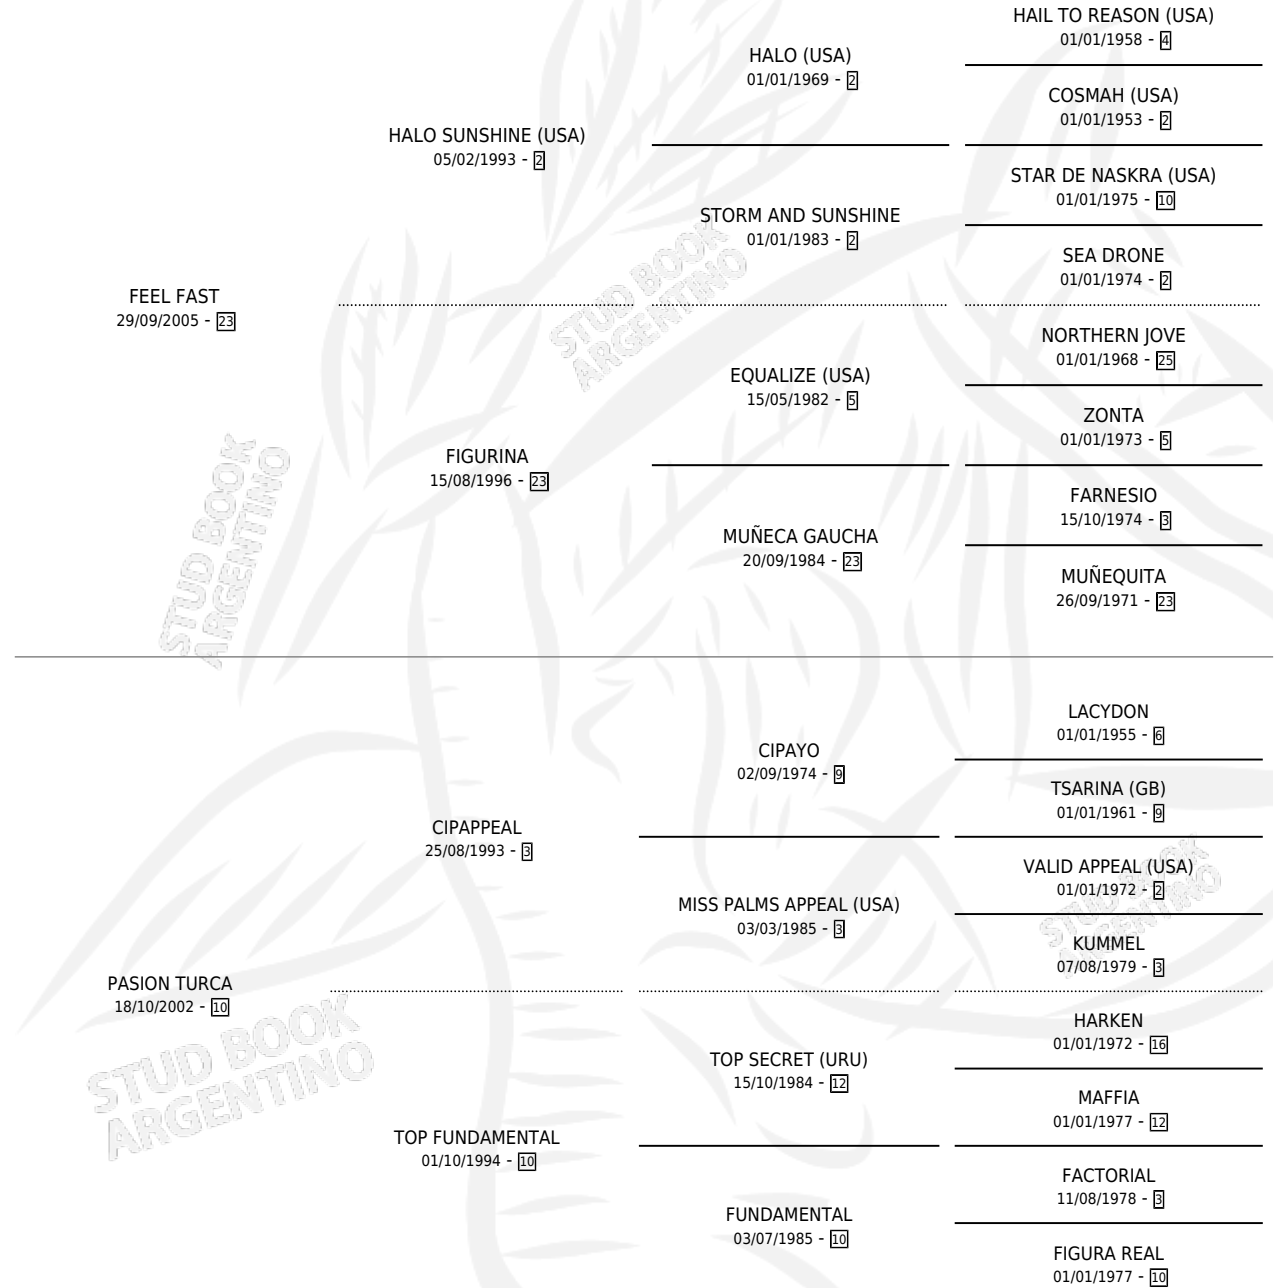 HAIL TO REASON (USA)
01/01/1958 - 4
HALO (USA)
01/01/1969 - 2
COSMAH (USA)
01/01/1953 - 2
HALO SUNSHINE (USA)
05/02/1993 - 2
STAR DE NASKRA (USA)
01/01/1975 - 10
STORM AND SUNSHINE
01/01/1983 - 2
SEA DRONE
01/01/1974 - 2
FEEL FAST
29/09/2005 - 23
NORTHERN JOVE
01/01/1968 - 25
EQUALIZE (USA)
15/05/1982 - 5
ZONTA
01/01/1973 - 5
FIGURINA
15/08/1996 - 23
FARNESIO
15/10/1974 - 3
MUÑECA GAUCHA
20/09/1984 - 23
MUÑEQUITA
26/09/1971 - 23
LACYDON
01/01/1955 - 6
CIPAYO
02/09/1974 - 9
TSARINA (GB)
01/01/1961 - 9
CIPAPPEAL
25/08/1993 - 3
VALID APPEAL (USA)
01/01/1972 - 2
MISS PALMS APPEAL (USA)
03/03/1985 - 3
KUMMEL
07/08/1979 - 3
PASION TURCA
18/10/2002 - 10
HARKEN
01/01/1972 - 16
TOP SECRET (URU)
15/10/1984 - 12
MAFFIA
01/01/1977 - 12
TOP FUNDAMENTAL
01/10/1994 - 10
FACTORIAL
11/08/1978 - 3
FUNDAMENTAL
03/07/1985 - 10
FIGURA REAL
01/01/1977 - 10
STUD BOOK
ARGENTINO
STUD BOOK
ARGENTINO
STUD BOOK
ARGENTINO
STUD BOOK
ARGENTINO